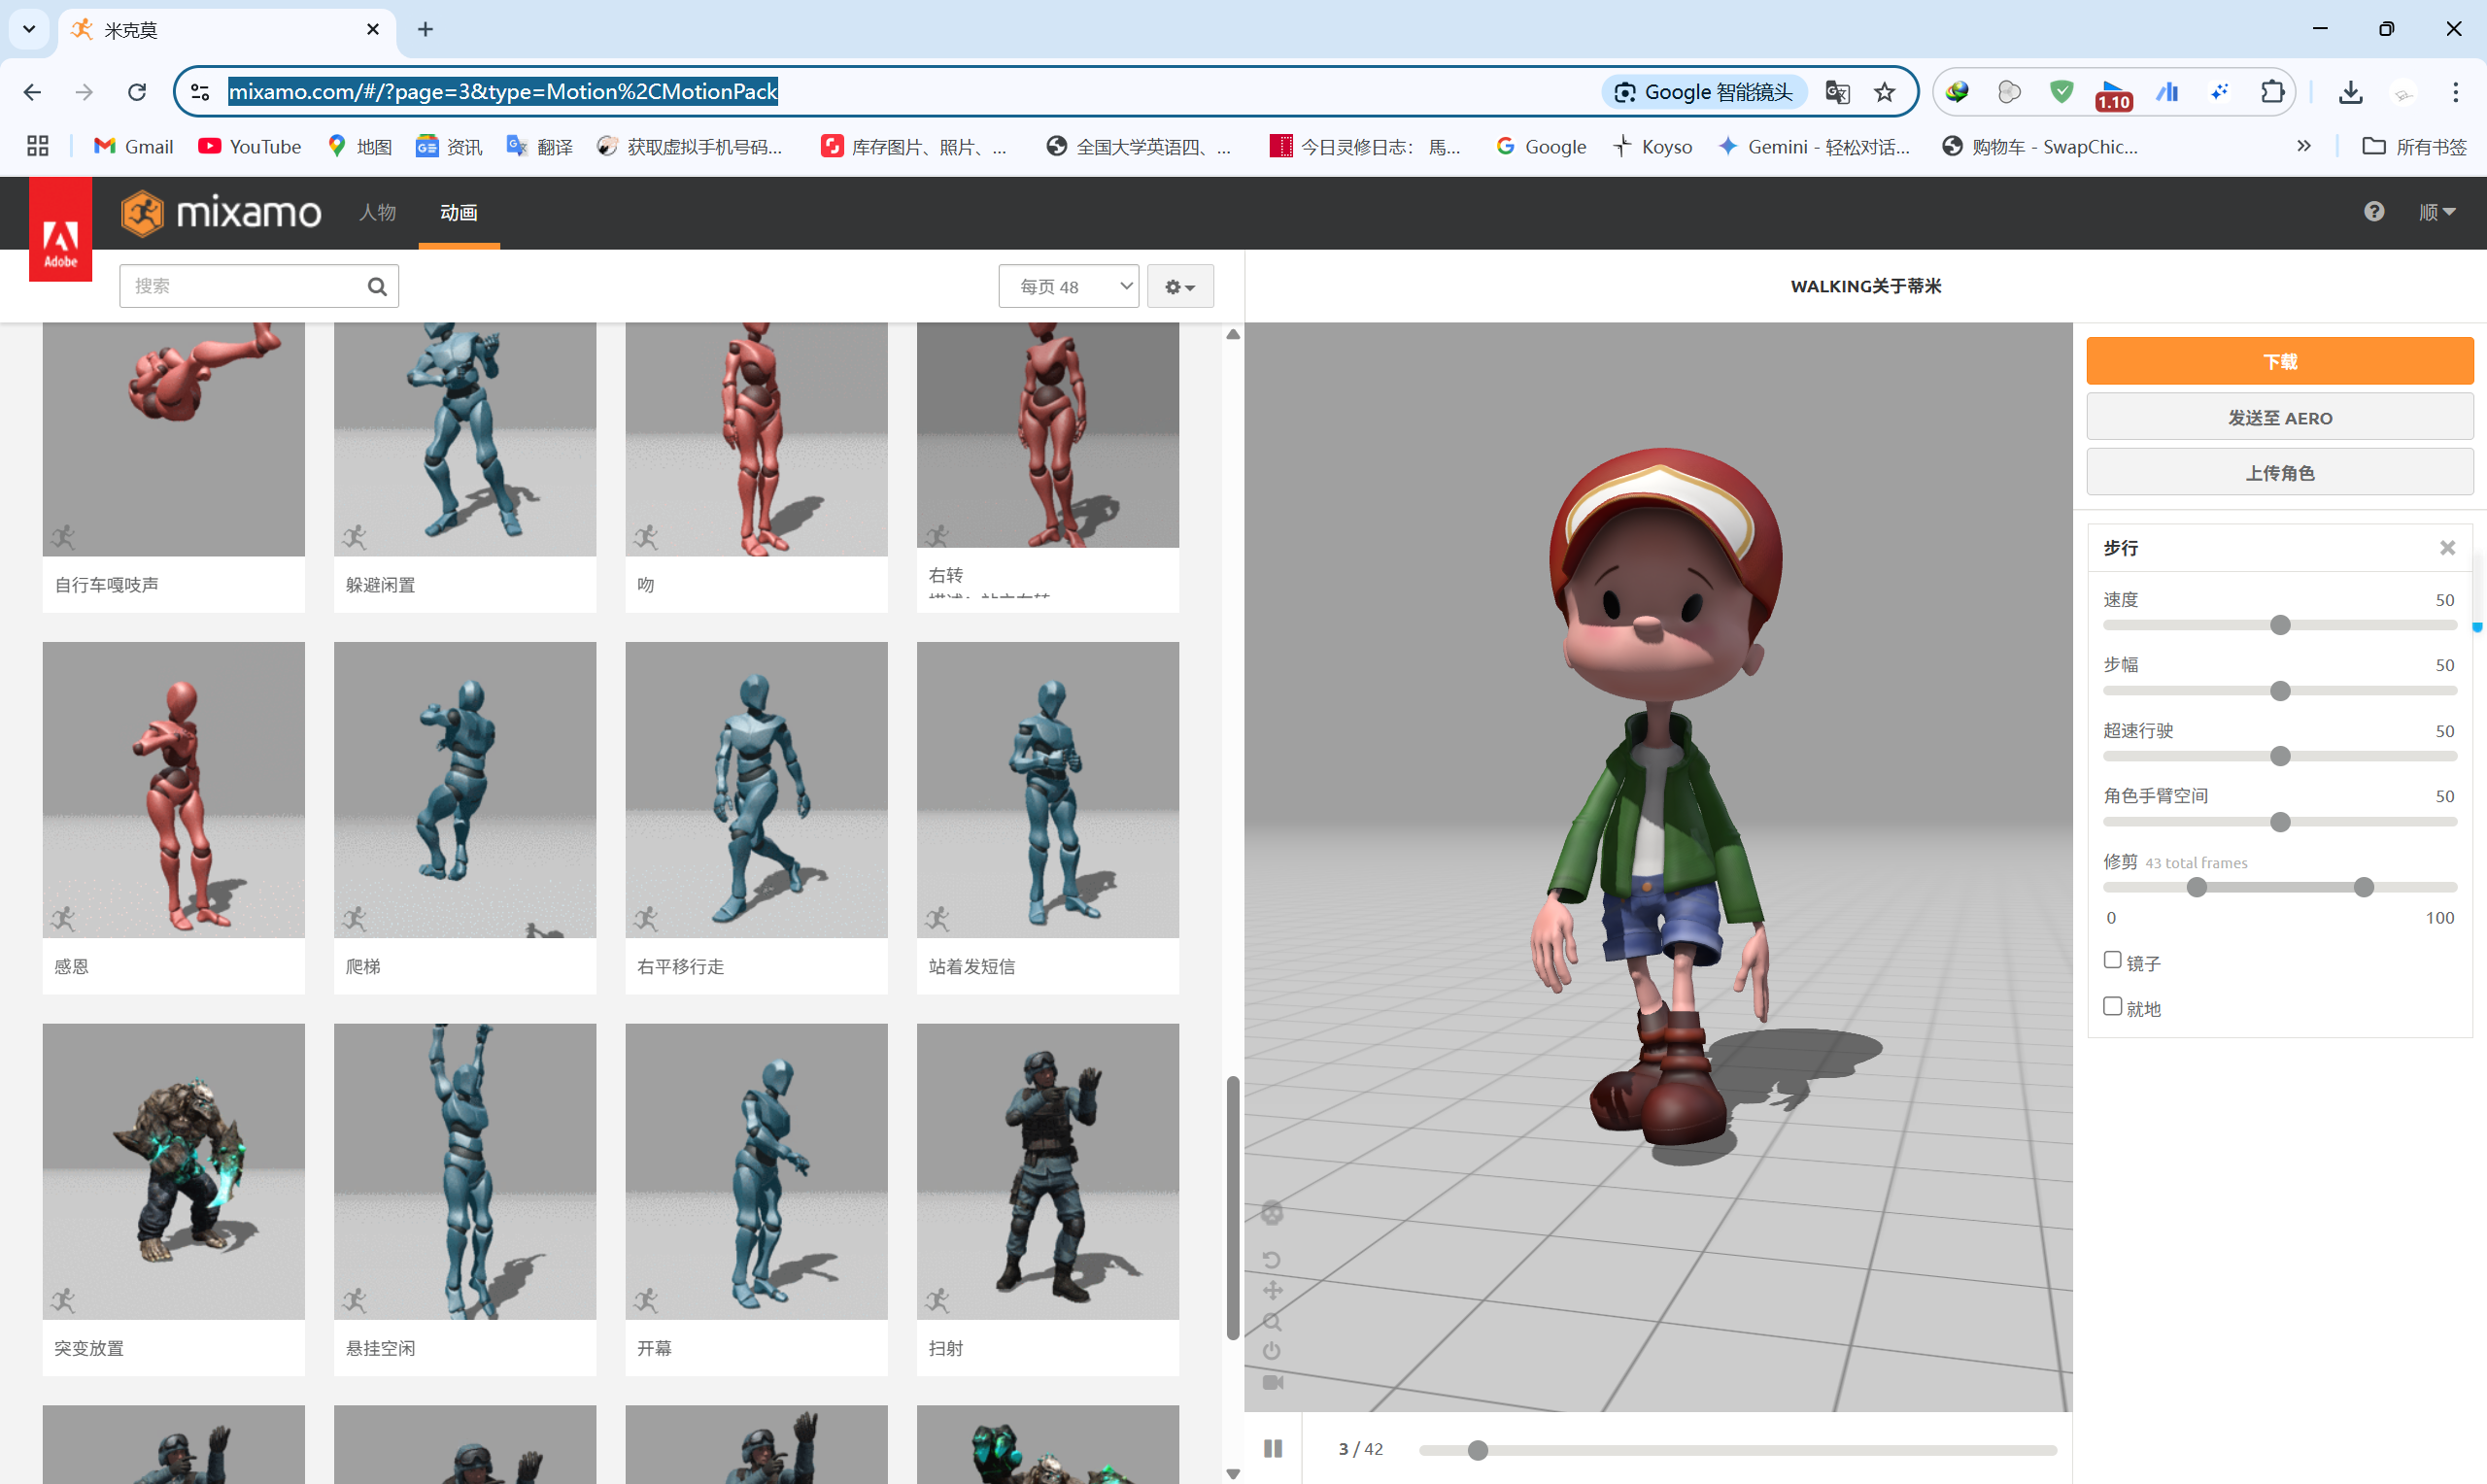 米克莫
mixamo.com/#/?page=3&type=Motion%2CMotionPack
Google 智能镜头
1.10
Gmail
YouTube
地图
资讯
翻译
获取虚拟手机号码...
库存图片、照片、...
全国大学英语四、...
今日灵修日志： 馬...
Google
Koyso
Gemini - 轻松对话...
购物车 - SwapChic...
所有书签
Adobe
mixamo
人物
动画
顺
搜索
每页 48
WALKING关于蒂米
自行车嘎吱声
躲避闲置
吻
右转
描述：站立右转
感恩
爬梯
右平移行走
站着发短信
突变放置
悬挂空闲
开幕
扫射
3 / 42
下载
发送至 AERO
上传角色
步行
速度 50
步幅 50
超速行驶 50
角色手臂空间 50
修剪 43 total frames
0 100
镜子
就地